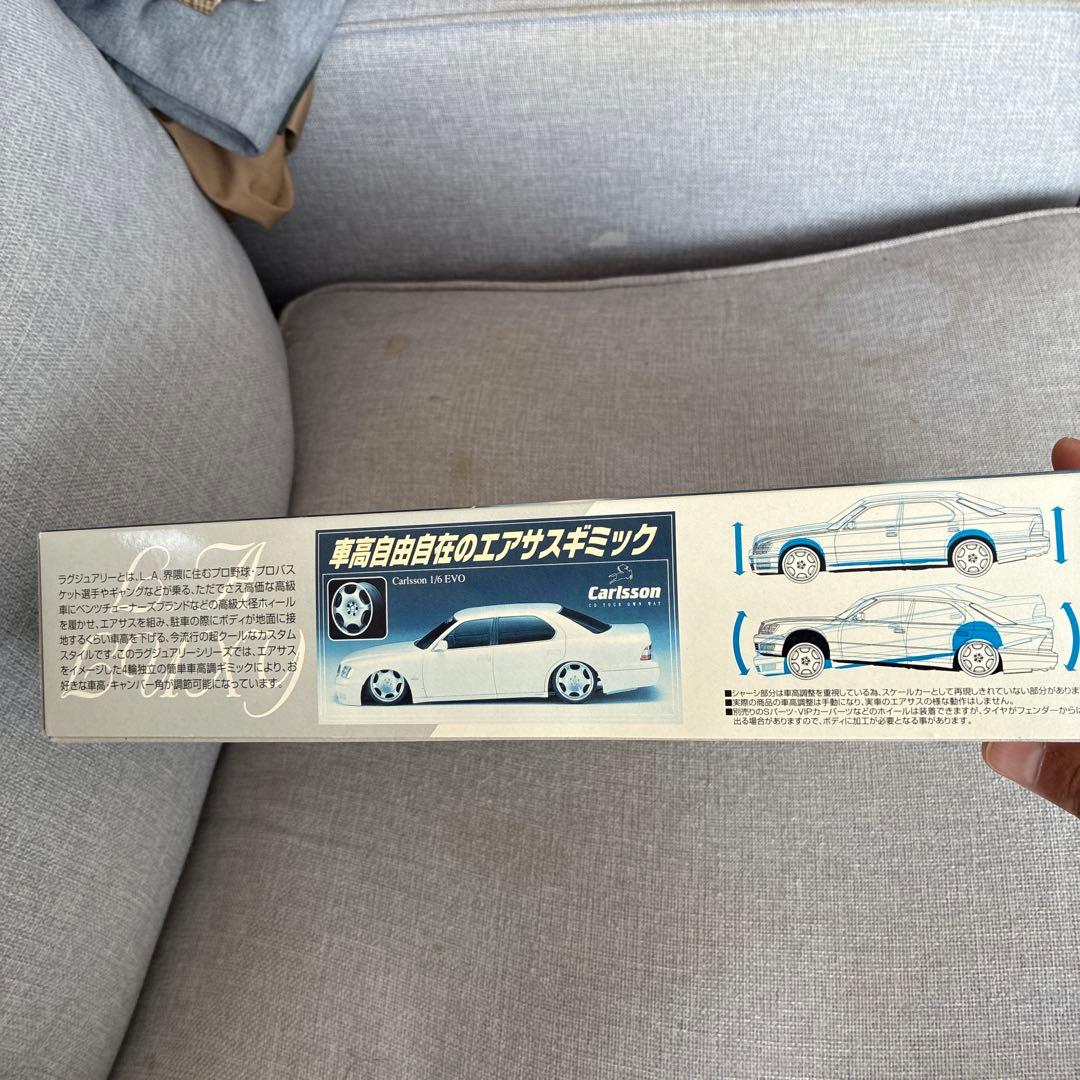 ラグジュアリーとは、L.A.界隈に住むプロ野球・プロバス
ケット選手やギャングなどが乗る、ただでさえ高価な高級
車にベンツチューナーズブランドなどの高級大径ホィール
を履かせ、エアサスを組み、駐車の際にボディが地面に接
地するくらい車高を下げる、今流行の超クールなカスタム
スタイルです。このラグジュアリーシリーズでは、エアサス
をイメージした4輪独立の簡単車高調ギミックにより、お
好きな車高・キャンバー角が調節可能になっています。
車高自由自在のエアサスギミック
Carlsson 1/6 EVO
Carlsson
GO YOUR OWN WAY
■シャーシ部分は車高調整を重視している為、スケールカーとして再現しきれていない部分がありま
■実際の商品の車高調整は手動になり、実車のエアサスの様な動作はしません。
■別売りのSパーツ・VIPカーパーツなどのホイールは装着できますが、タイヤがフェンダーからは
出る場合がありますので、ボディに加工が必要となる事があります。